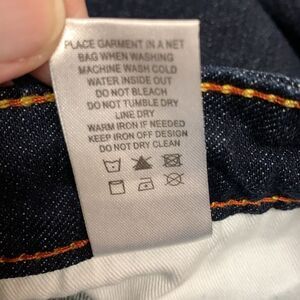 PLACE GARMENT IN A NET
BAG WHEN WASHING
MACHINE WASH COLD
WATER INSIDE OUT
DO NOT BLEACH
DO NOT TUMBLE DRY
LINE DRY
WARM IRON IF NEEDED
KEEP IRON OFF DESIGN
DO NOT DRY CLEAN